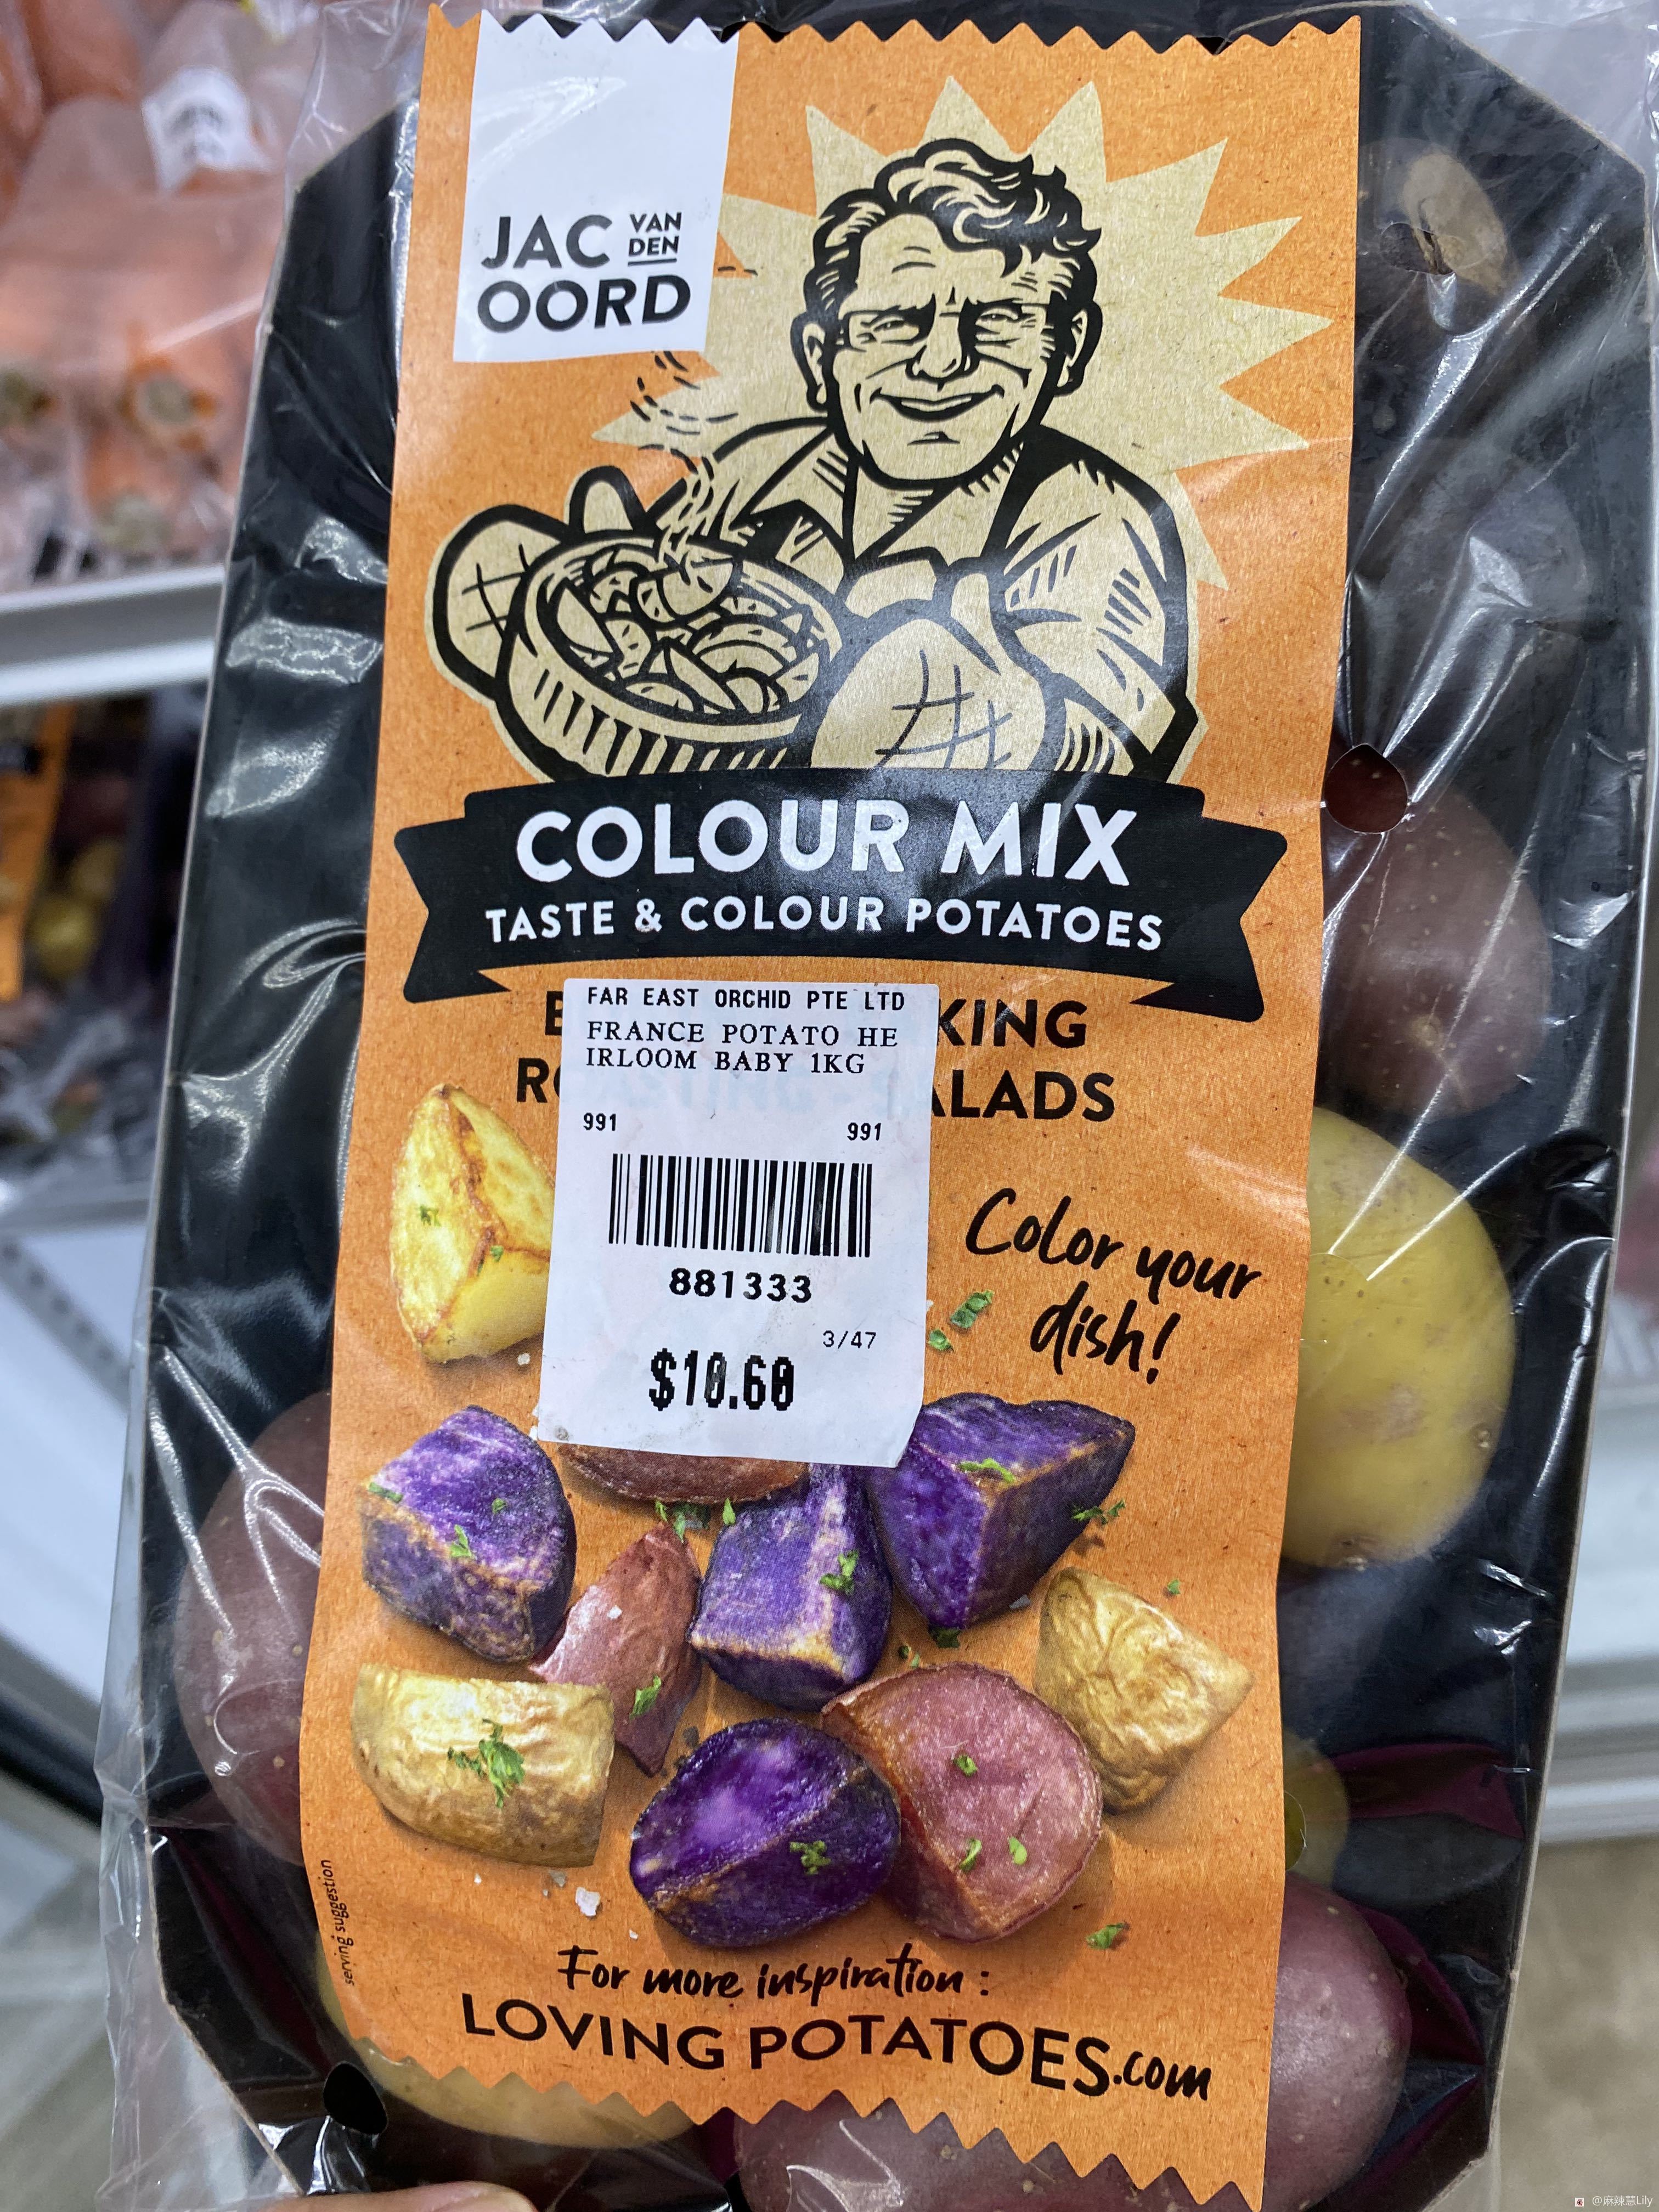 JAC VAN DEN
OORD
COLOUR MIX
TASTE & COLOUR POTATOES
FAR EAST ORCHID PTE LTD
FRANCE POTATO HE
IRLOOM BABY 1KG
991 991
881333
3/47
$10.60
KING
ALADS
Color your
dish!
serving suggestion
For more inspiration:
LOVING POTATOES.com
@麻辣慧Lily